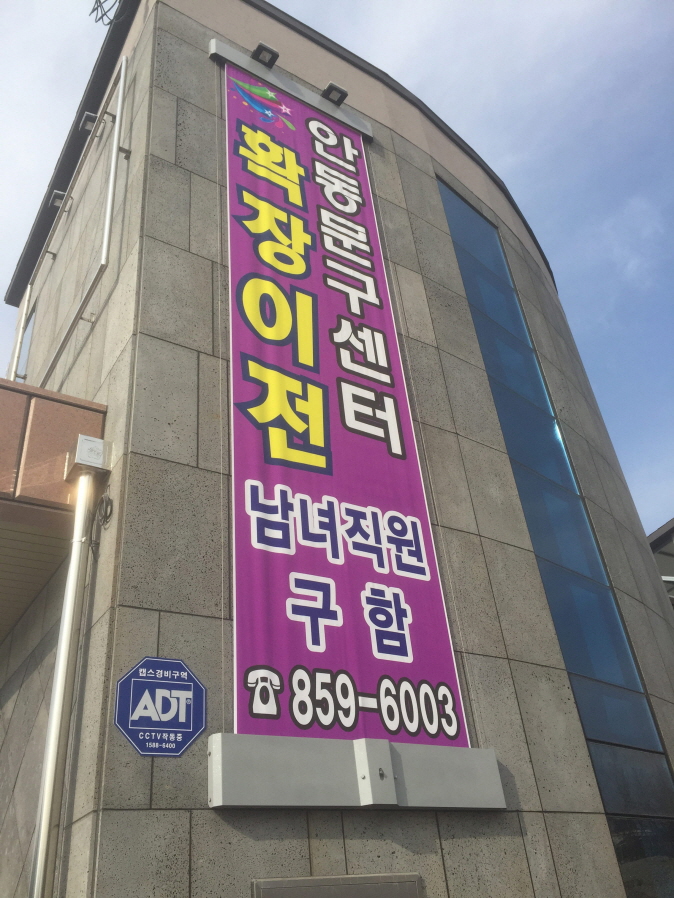 안동문구센터
확장이전
남녀직원
구함
☎859-6003
캡스경비구역
ADT®
CCTV작동중
1588-6400